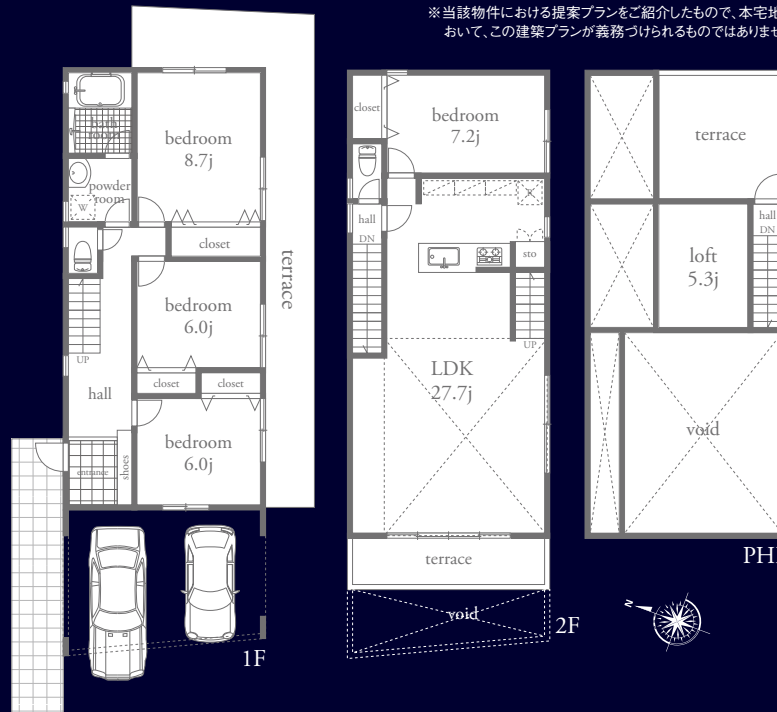 ※当該物件における提案プランをご紹介したもので、本宅地
おいて、この建築プランが義務づけられるものではありませ
bath
room
powder
room
W
bedroom
8.7j
closet
terrace
bedroom
6.0j
UP
closet
closet
hall
bedroom
6.0j
entrance
shoes
1F
closet
bedroom
7.2j
hall
DN
R
sto
UP
LDK
27.7j
terrace
void
2F
terrace
hall
DN
loft
5.3j
void
PH
N